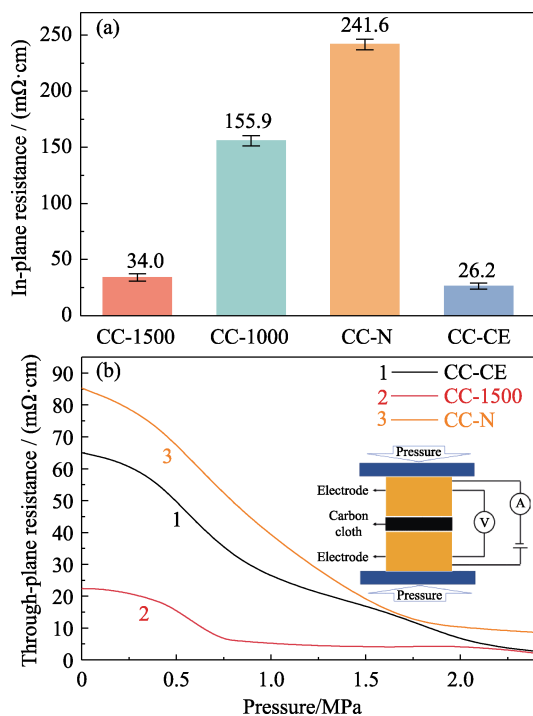 (a)
In-plane resistance / (mΩ·cm)
250
200
150
100
50
0
34.0
155.9
241.6
26.2
CC-1500 CC-1000 CC-N CC-CE
(b)
Through-plane resistance / (mΩ·cm)
90
80
70
60
50
40
30
20
10
0
1 CC-CE
2 CC-1500
3 CC-N
3
1
2
Pressure
Electrode
Carbon
cloth
Electrode
V
A
Pressure
0 0.5 1.0 1.5 2.0
Pressure/MPa